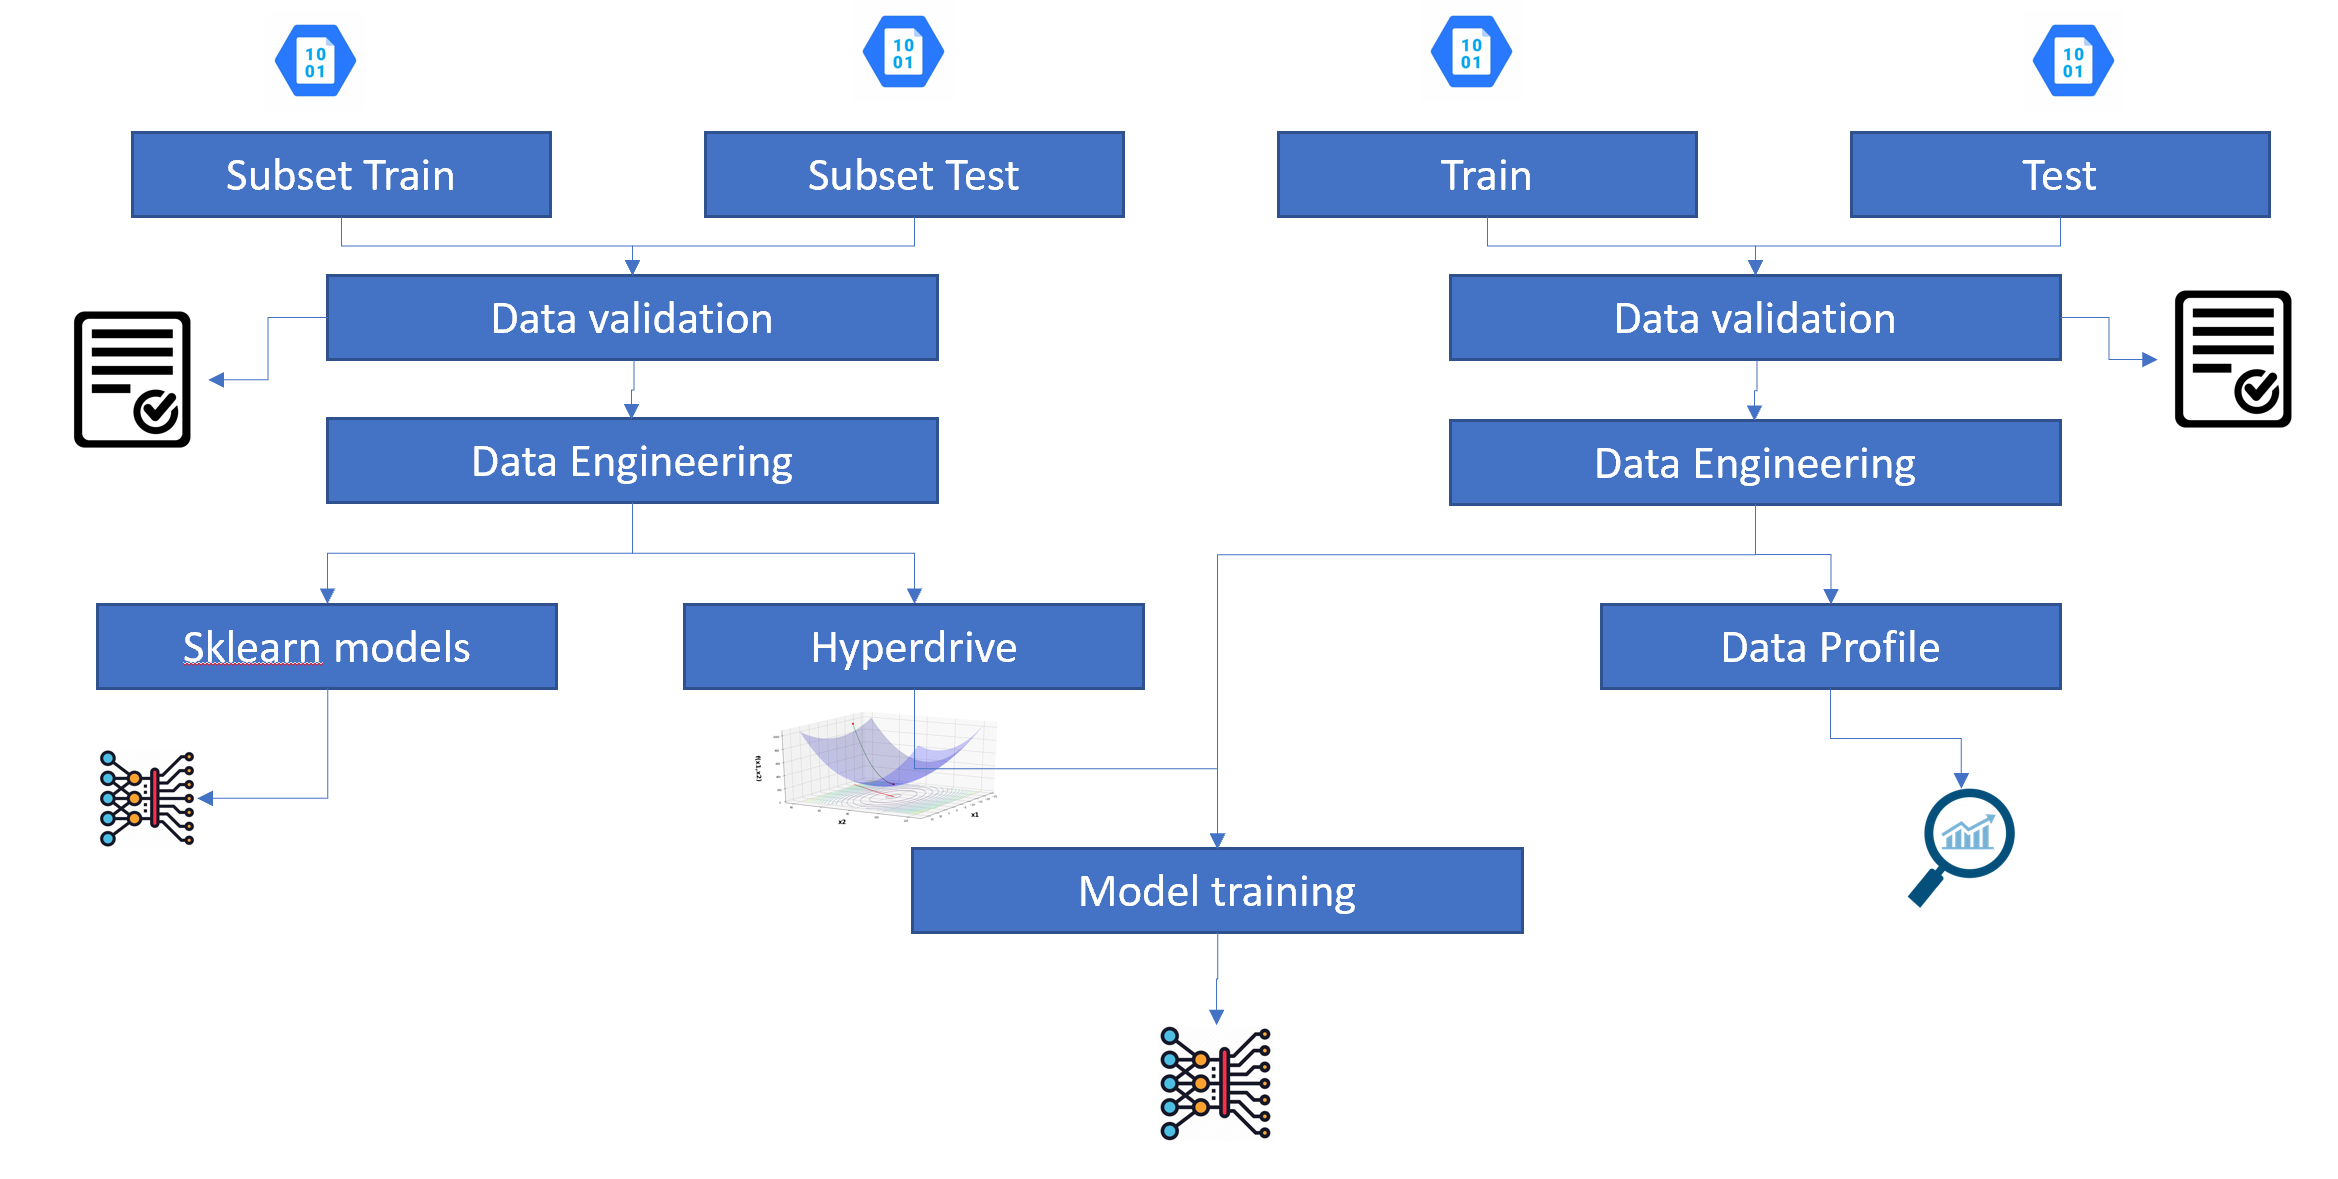 10
01
10
01
10
01
10
01
Subset Train
Subset Test
Train
Test
Data validation
Data validation
Data Engineering
Data Engineering
Sklearn models
Hyperdrive
Data Profile
f(x1,x2)
x2
x1
Model training